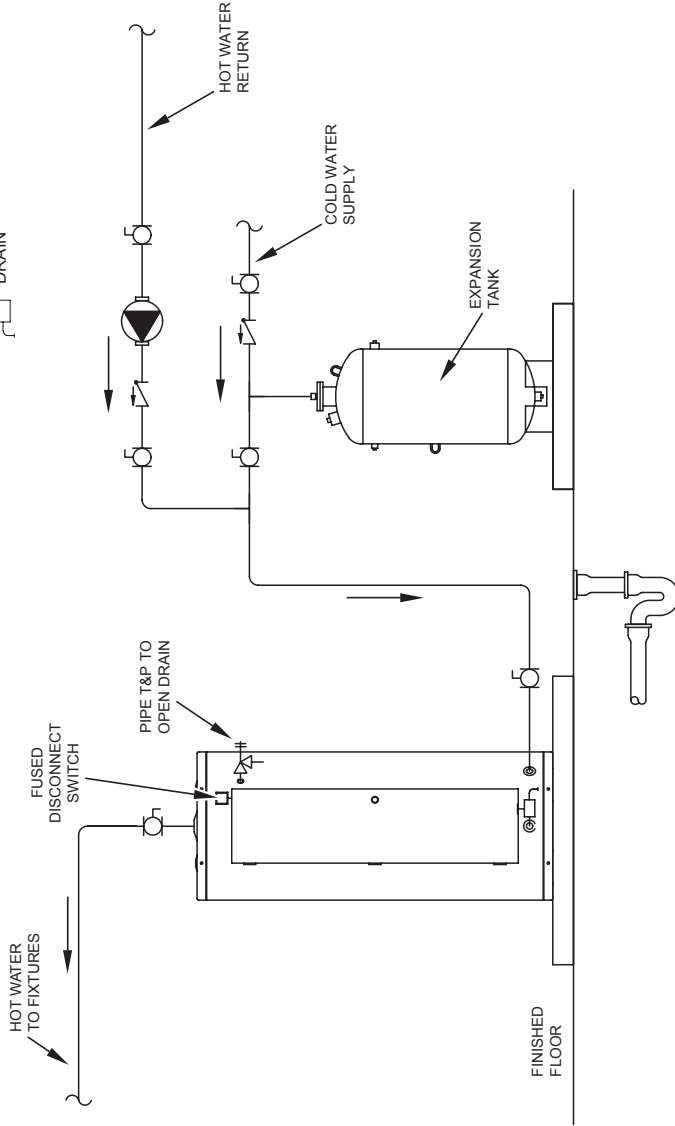 DRAIN
HOT WATER
RETURN
COLD WATER
SUPPLY
EXPANSION
TANK
PIPE T&P TO
OPEN DRAIN
FUSED
DISCONNECT
SWITCH
HOT WATER
TO FIXTURES
FINISHED
FLOOR